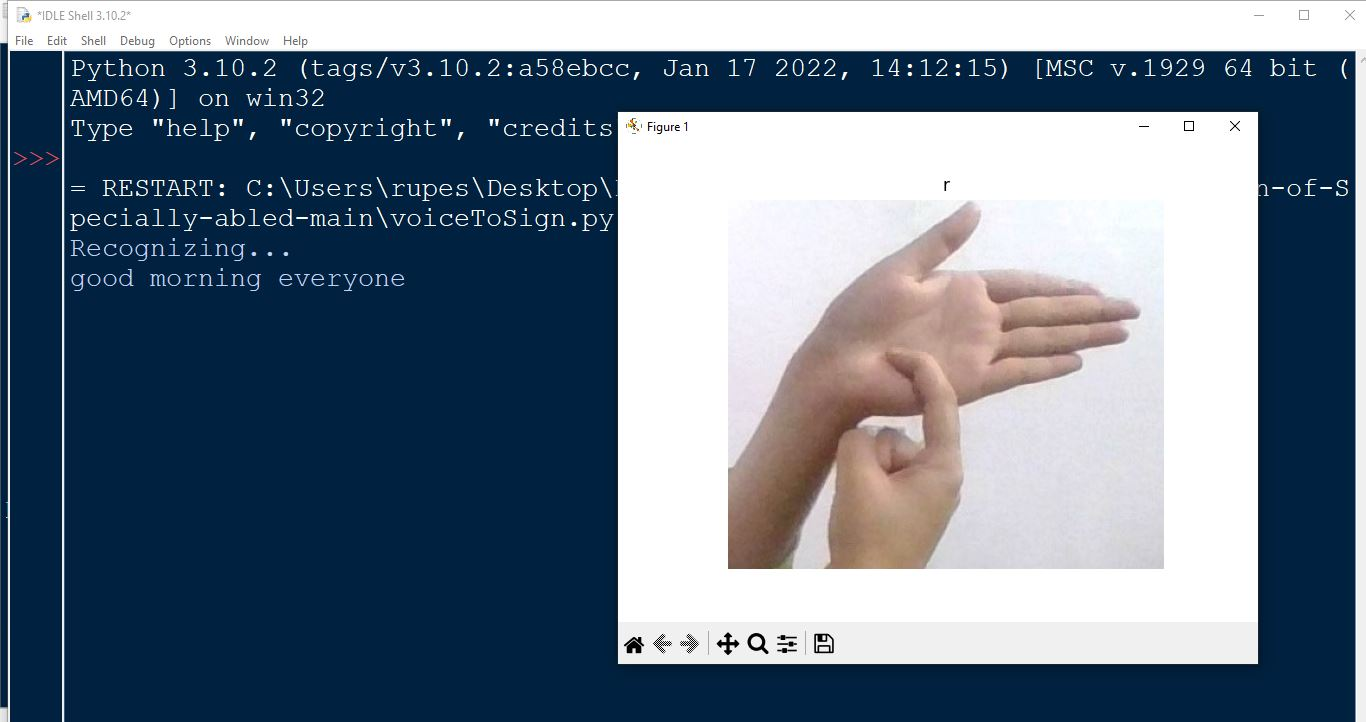 *IDLE Shell 3.10.2*
File Edit Shell Debug Options Window Help
Python 3.10.2 (tags/v3.10.2:a58ebcc, Jan 17 2022, 14:12:15) [MSC v.1929 64 bit (
AMD64)] on win32
Type "help", "copyright", "credits
>>>
= RESTART: C:\Users\rupes\Desktop\ n-of-S
pecially-abled-main\voiceToSign.py
Recognizing...
good morning everyone
Figure 1
r